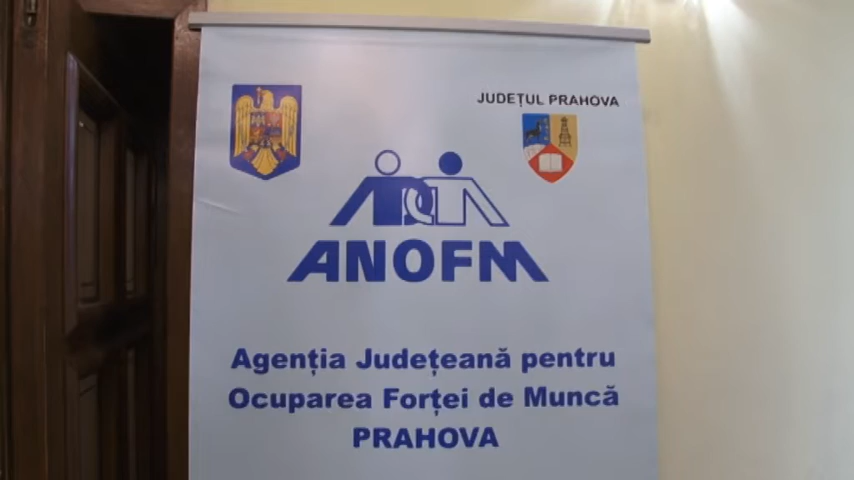 JUDEȚUL PRAHOVA
ANOFM
Agenția Județeană pentru
Ocuparea Forței de Muncă
PRAHOVA